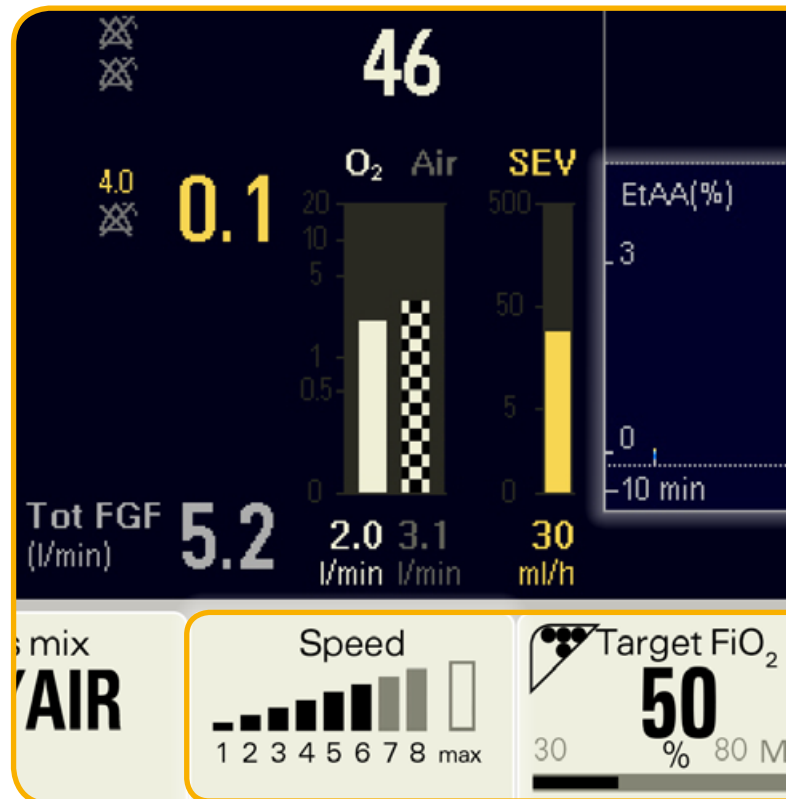 46
O₂ Air SEV
4.0
0.1
20
10
5
1
0.5
0
500
50
5
0
EtAA(%)
3
0
-10 min
Tot FGF
(l/min)
5.2
2.0 3.1 30
l/min l/min ml/h
s mix
/AIR
Speed
1 2 3 4 5 6 7 8 max
Target FiO₂
50
30 % 80 M